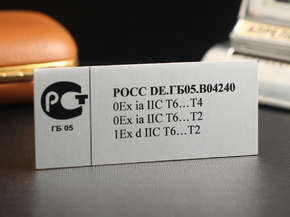 РСТ
ГБ 05
РОСС DE.ГБ05.В04240
0Ex ia IIC T6...T4
0Ex ia IIC T6...T2
1Ex d IIC T6...T2